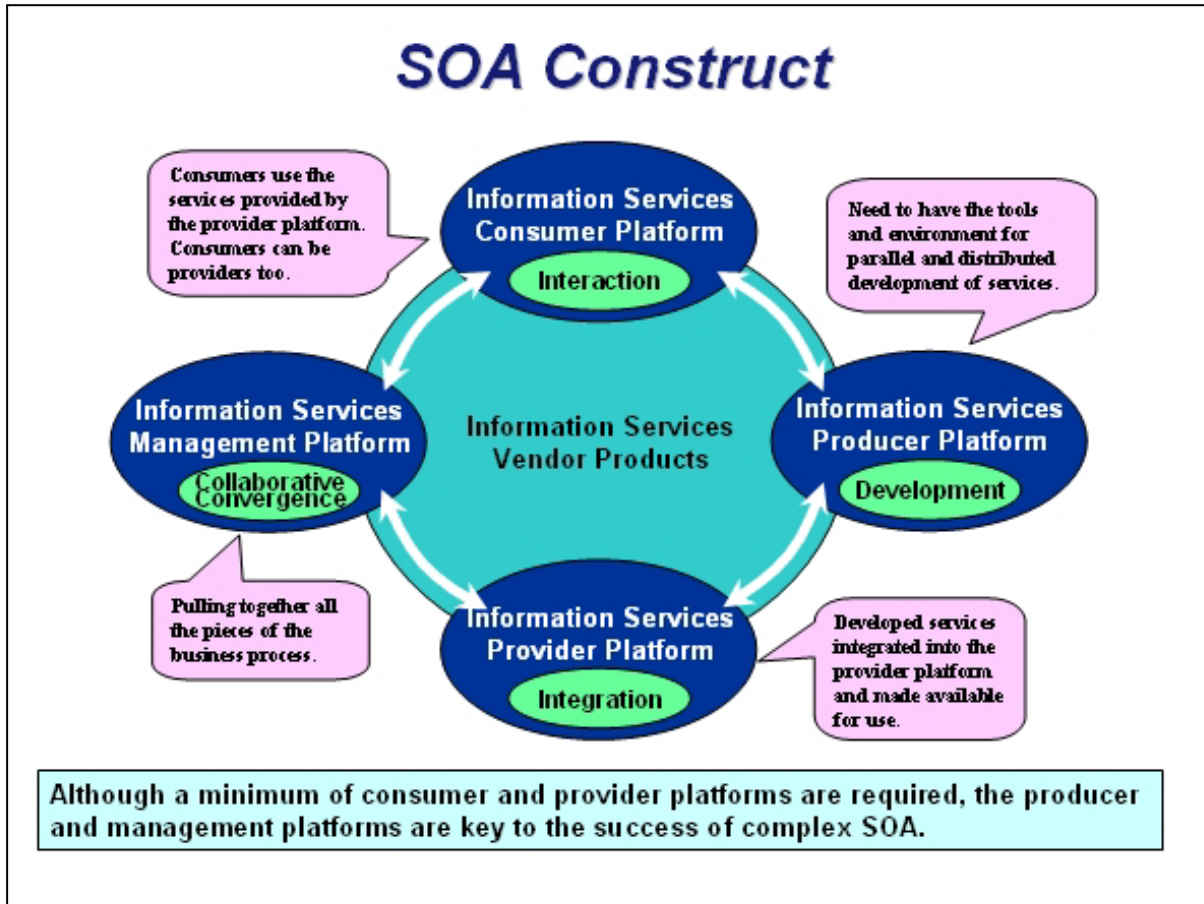 SOA Construct
Consumers use the
services provided by
the provider platform.
Consumers can be
providers too.
Information Services
Consumer Platform
Interaction
Need to have the tools
and environment for
parallel and distributed
development of services.
Information Services
Management Platform
Collaborative
Convergence
Information Services
Vendor Products
Information Services
Producer Platform
Development
Pulling together all
the pieces of the
business process.
Information Services
Provider Platform
Integration
Developed services
integrated into the
provider platform
and made available
for use.
Although a minimum of consumer and provider platforms are required, the producer
and management platforms are key to the success of complex SOA.